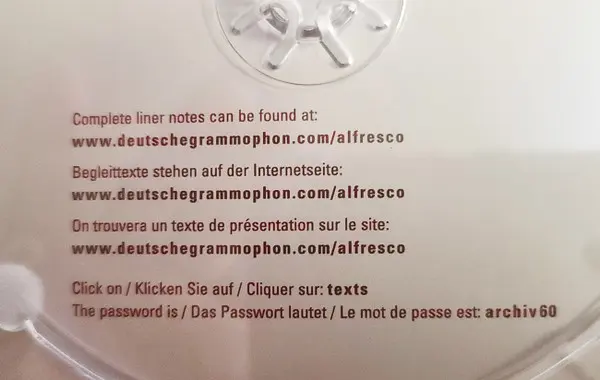 Complete liner notes can be found at:
www.deutschegrammophon.com/alfresco
Begleittexte stehen auf der Internetseite:
www.deutschegrammophon.com/alfresco
On trouvera un texte de présentation sur le site:
www.deutschegrammophon.com/alfresco
Click on / Klicken Sie auf / Cliquer sur: texts
The password is / Das Passwort lautet / Le mot de passe est: archiv60